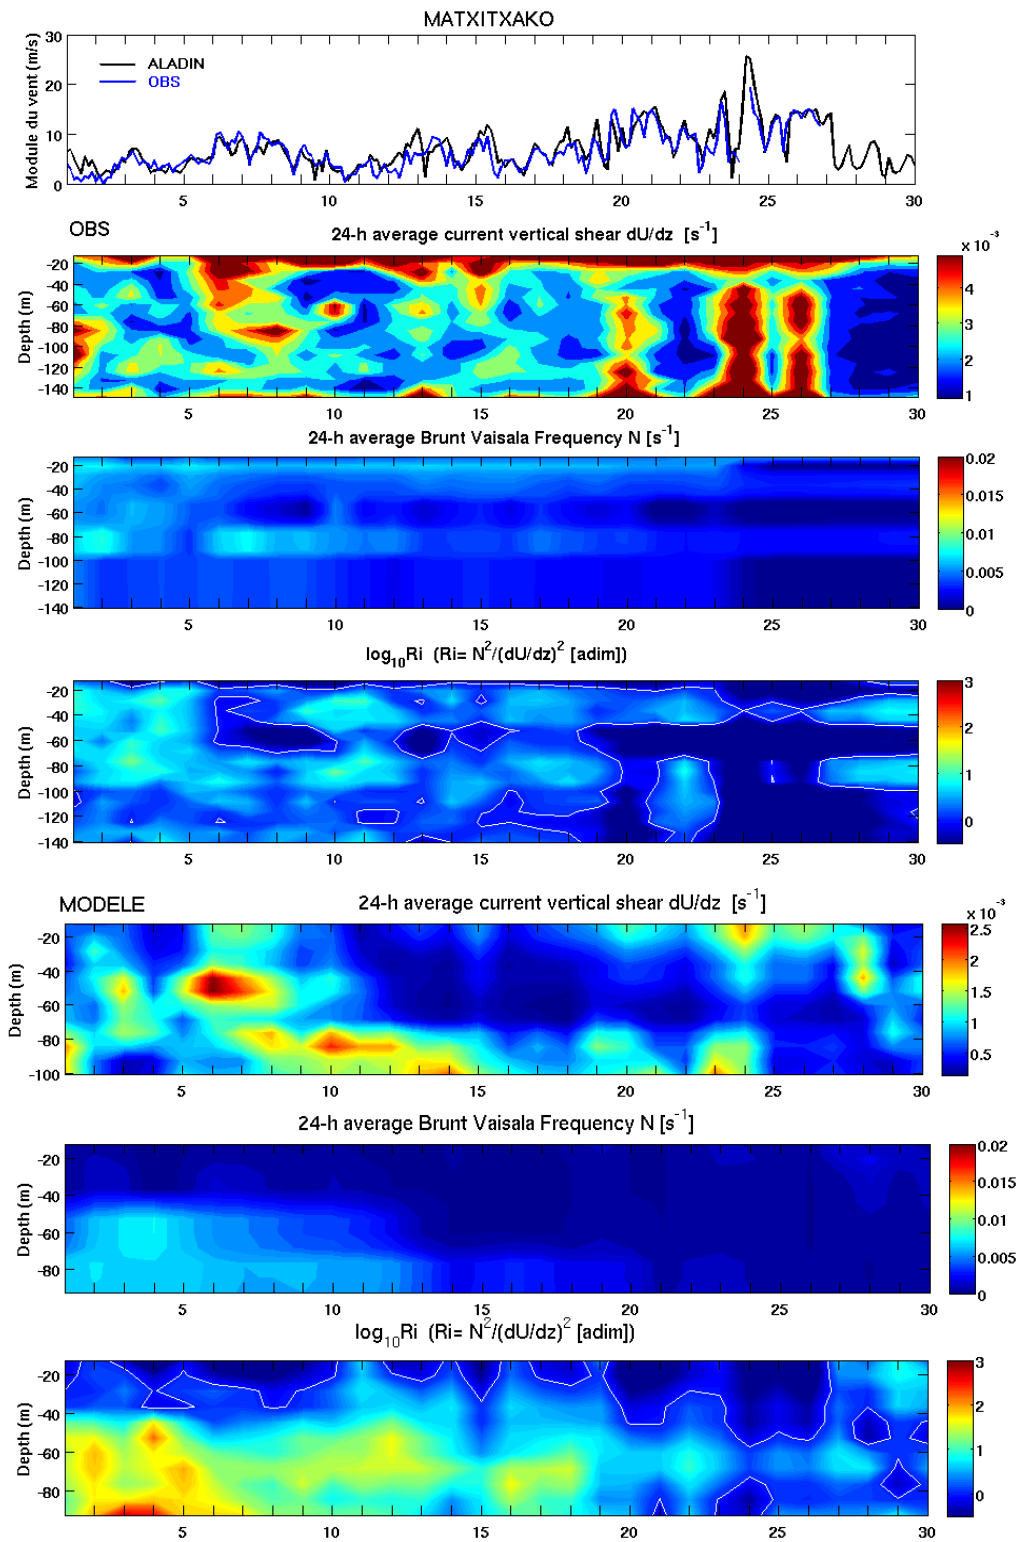 MATXITXAKO
Module du vent (m/s)
30
20
10
0
ALADIN
OBS
5 10 15 20 25 30
OBS
24-h average current vertical shear dU/dz [s⁻¹]
x 10⁻³
Depth (m)
-20
-40
-60
-80
-100
-120
-140
5 10 15 20 25 30
4
3
2
1
24-h average Brunt Vaisala Frequency N [s⁻¹]
Depth (m)
-20
-40
-60
-80
-100
-120
-140
5 10 15 20 25 30
0.02
0.015
0.01
0.005
0
log₁₀Ri (Ri= N²/(dU/dz)² [adim])
Depth (m)
-20
-40
-60
-80
-100
-120
-140
5 10 15 20 25 30
3
2
1
0
MODELE
24-h average current vertical shear dU/dz [s⁻¹]
x 10⁻³
Depth (m)
-20
-40
-60
-80
-100
5 10 15 20 25 30
2.5
2
1.5
1
0.5
24-h average Brunt Vaisala Frequency N [s⁻¹]
Depth (m)
-20
-40
-60
-80
5 10 15 20 25 30
0.02
0.015
0.01
0.005
0
log₁₀Ri (Ri= N²/(dU/dz)² [adim])
Depth (m)
-20
-40
-60
-80
5 10 15 20 25 30
3
2
1
0